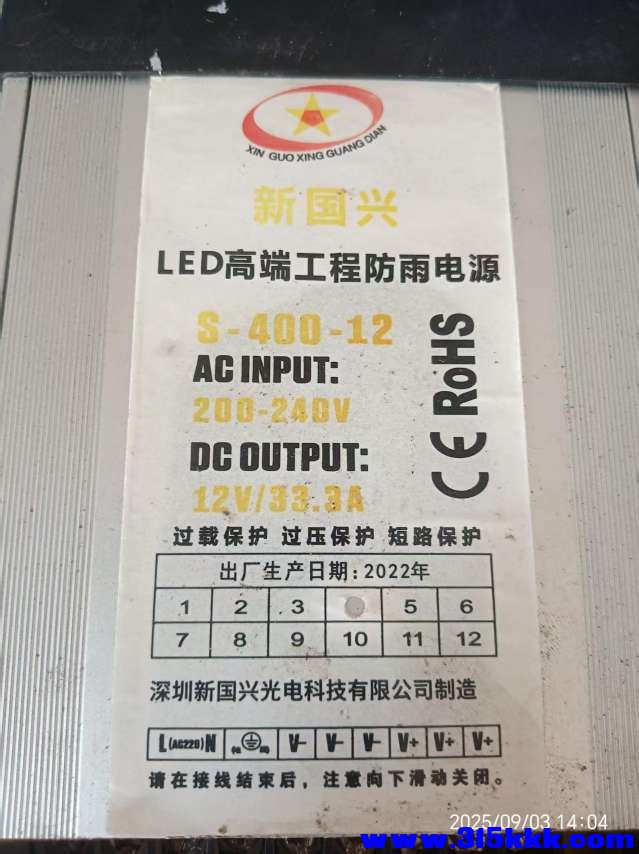 XIN GUO XING GUANG DIAN
新国兴
LED高端工程防雨电源
S-400-12
AC INPUT:
200-240V
DC OUTPUT:
12V/33.3A
CE RoHS
过载保护 过压保护 短路保护
出厂生产日期:2022年
1 2 3 5 6
7 8 9 10 11 12
深圳新国兴光电科技有限公司制造
L(AC220)N V- V- V- V+ V+ V+
请在接线结束后，注意向下滑动关闭。
2025/09/03 14:04
www.315kkk.com